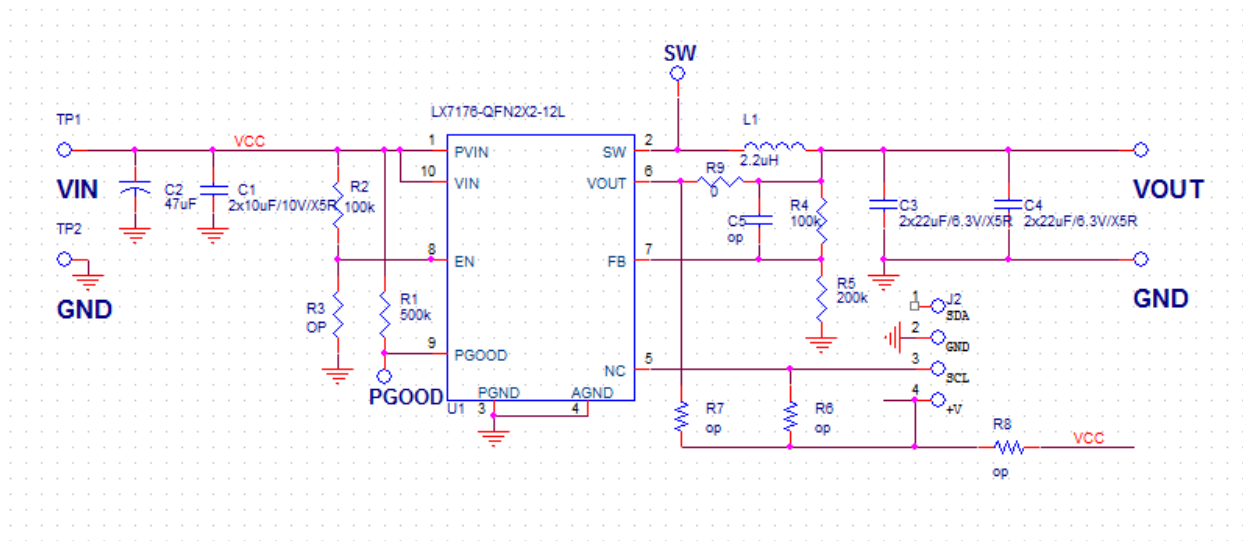 SW
LX7176-QFN2X2-12L
TP1
VCC
1
PVIN
10
VIN
SW
2
VOUT
6
L1
2.2uH
R9
0
VIN
C2
47uF
C1
2x10uF/10V/X5R
R2
100k
C5
op
R4
100k
C3
2x22uF/6.3V/X5R
C4
2x22uF/6.3V/X5R
VOUT
TP2
GND
8
EN
FB
7
R3
OP
R1
500k
R5
200k
GND
9
PGOOD
PGOOD
NC
5
PGND
AGND
U1
3
4
1
J2
SDA
2
GND
3
SCL
4
+V
R7
op
R6
op
R8
op
VCC